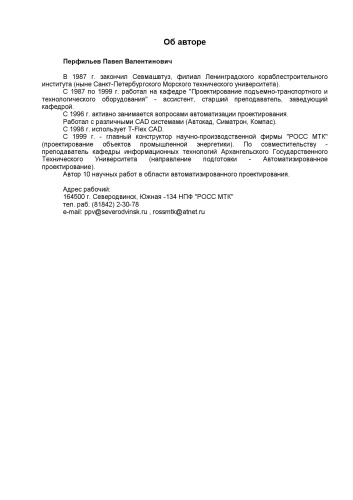 Об авторе
Перфильев Павел Валентинович
В 1987 г. закончил Севмашвтуз, филиал Ленинградского кораблестроительного
института (ныне Санкт-Петербургского Морского технического университета).
С 1987 по 1999 г. работал на кафедре "Проектирование подъемно-транспортного и
технологического оборудования" - ассистент, старший преподаватель, заведующий
кафедрой.
С 1996 г. активно занимается вопросами автоматизации проектирования.
Работал с различными CAD системами (Автокад, Симатрон, Компас).
С 1998 г. использует T-Flex CAD.
С 1999 г. - главный конструктор научно-производственной фирмы "РОСС МТК"
(проектирование объектов промышленной энергетики). По совместительству -
преподаватель кафедры информационных технологий Архангельского Государственного
Технического Университета (направление подготовки - Автоматизированное
проектирование).
Автор 10 научных работ в области автоматизированного проектирования.
Адрес рабочий:
164500 г. Северодвинск, Южная -134 НПФ "РОСС МТК"
тел. раб. (81842) 2-30-78
e-mail: ppv@severodvinsk.ru , rossmtk@atnet.ru